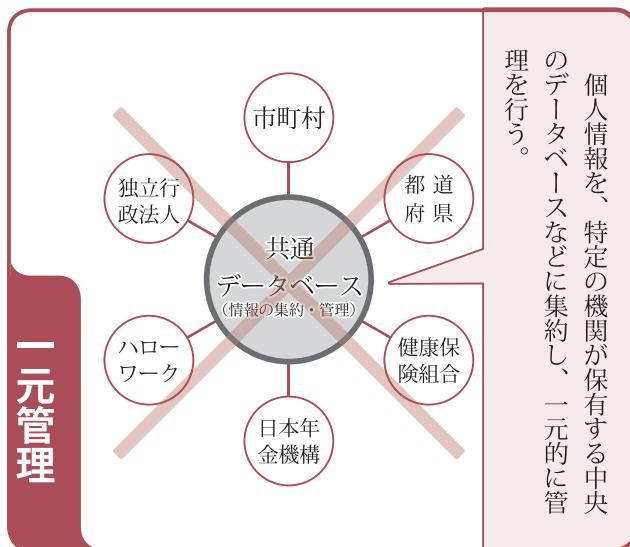 個人情報を、特定の機関が保有する中央
のデータベースなどに集約し、一元的に管
理を行う。
市町村
都道
府県
独立行
政法人
共通
データベース
(情報の集約・管理)
ハロー
ワーク
健康保
険組合
日本年
金機構
一元管理